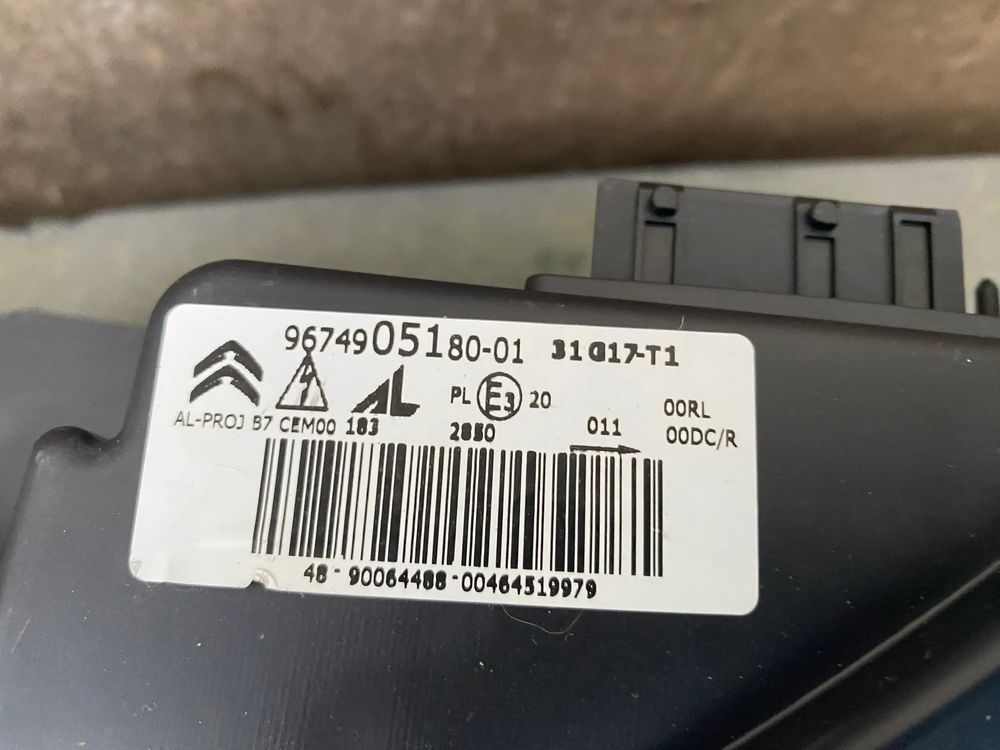 9674905180-01 31G17-T1
AL
PL E3 20
00RL
AL-PROJ B7 CEM00 183 2850 011
00DC/R
48-90064488-00464519979